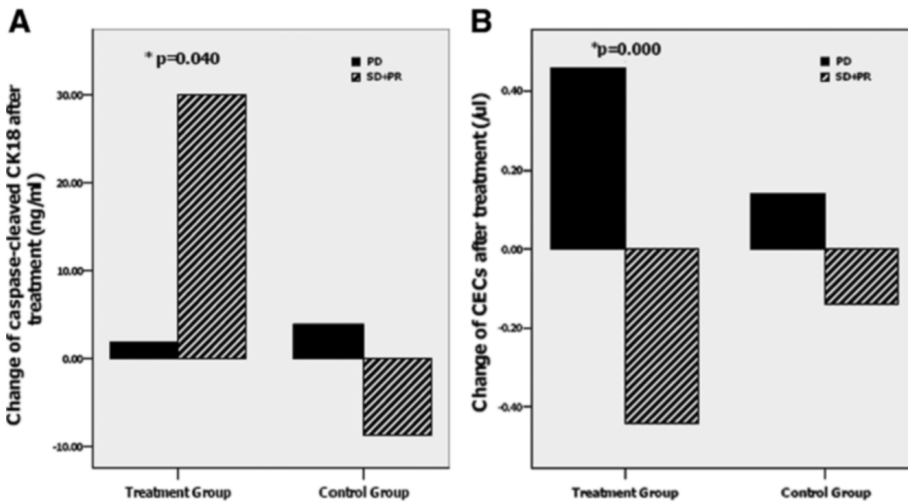 A
* p=0.040
PD
SD+PR
Change of caspase-cleaved CK18 after
treatment (ng/ml)
30.00
20.00
10.00
0.00
-10.00
Treatment Group
Control Group
B
*p=0.000
PD
SD+PR
Change of CECs after treatment (/ul)
0.40
0.20
0.00
-0.20
-0.40
Treatment Group
Control Group